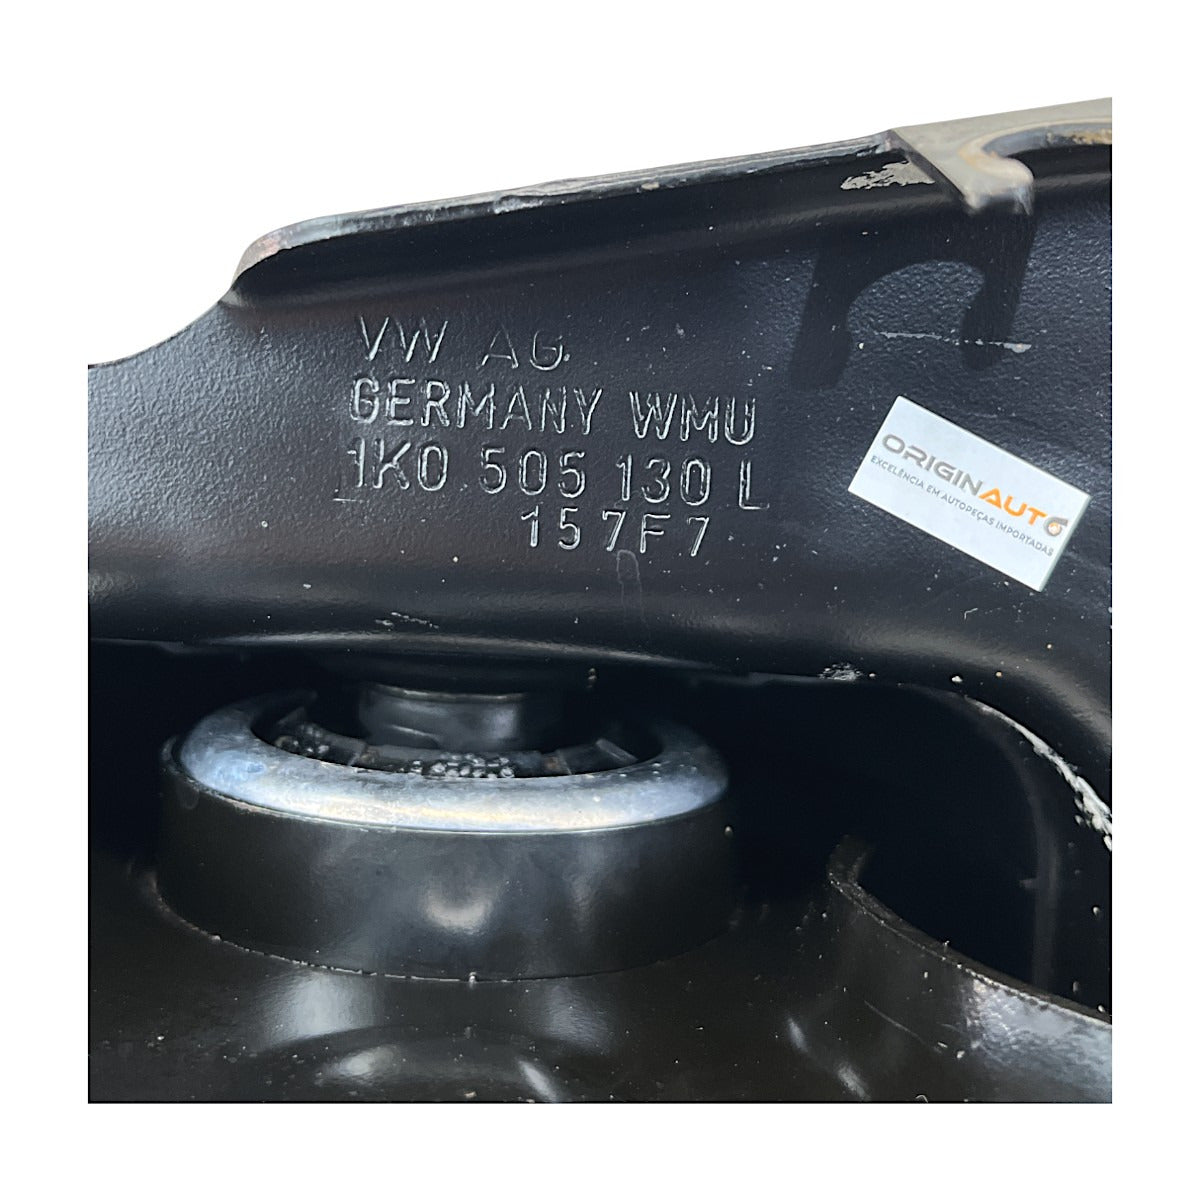 VW AG.
GERMANY WMU
1K0 505 130 L
157F7
ORIGINAUTO
EXCELÊNCIA EM AUTOPEÇAS IMPORTADAS